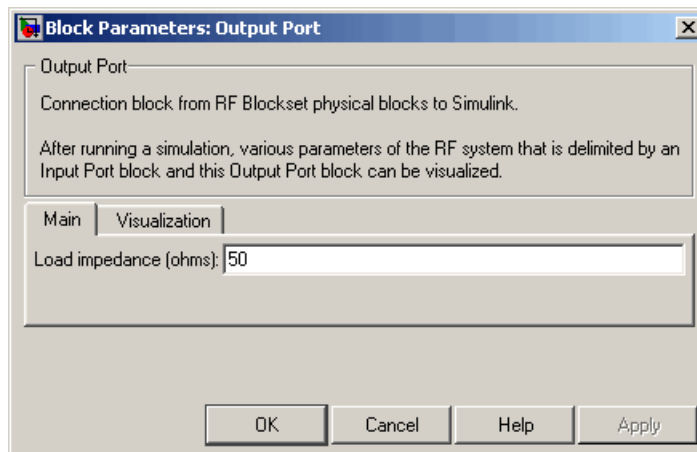 Block Parameters: Output Port
Output Port
Connection block from RF Blockset physical blocks to Simulink.
After running a simulation, various parameters of the RF system that is delimited by an
Input Port block and this Output Port block can be visualized.
Main Visualization
Load impedance (ohms): 50
OK Cancel Help Apply